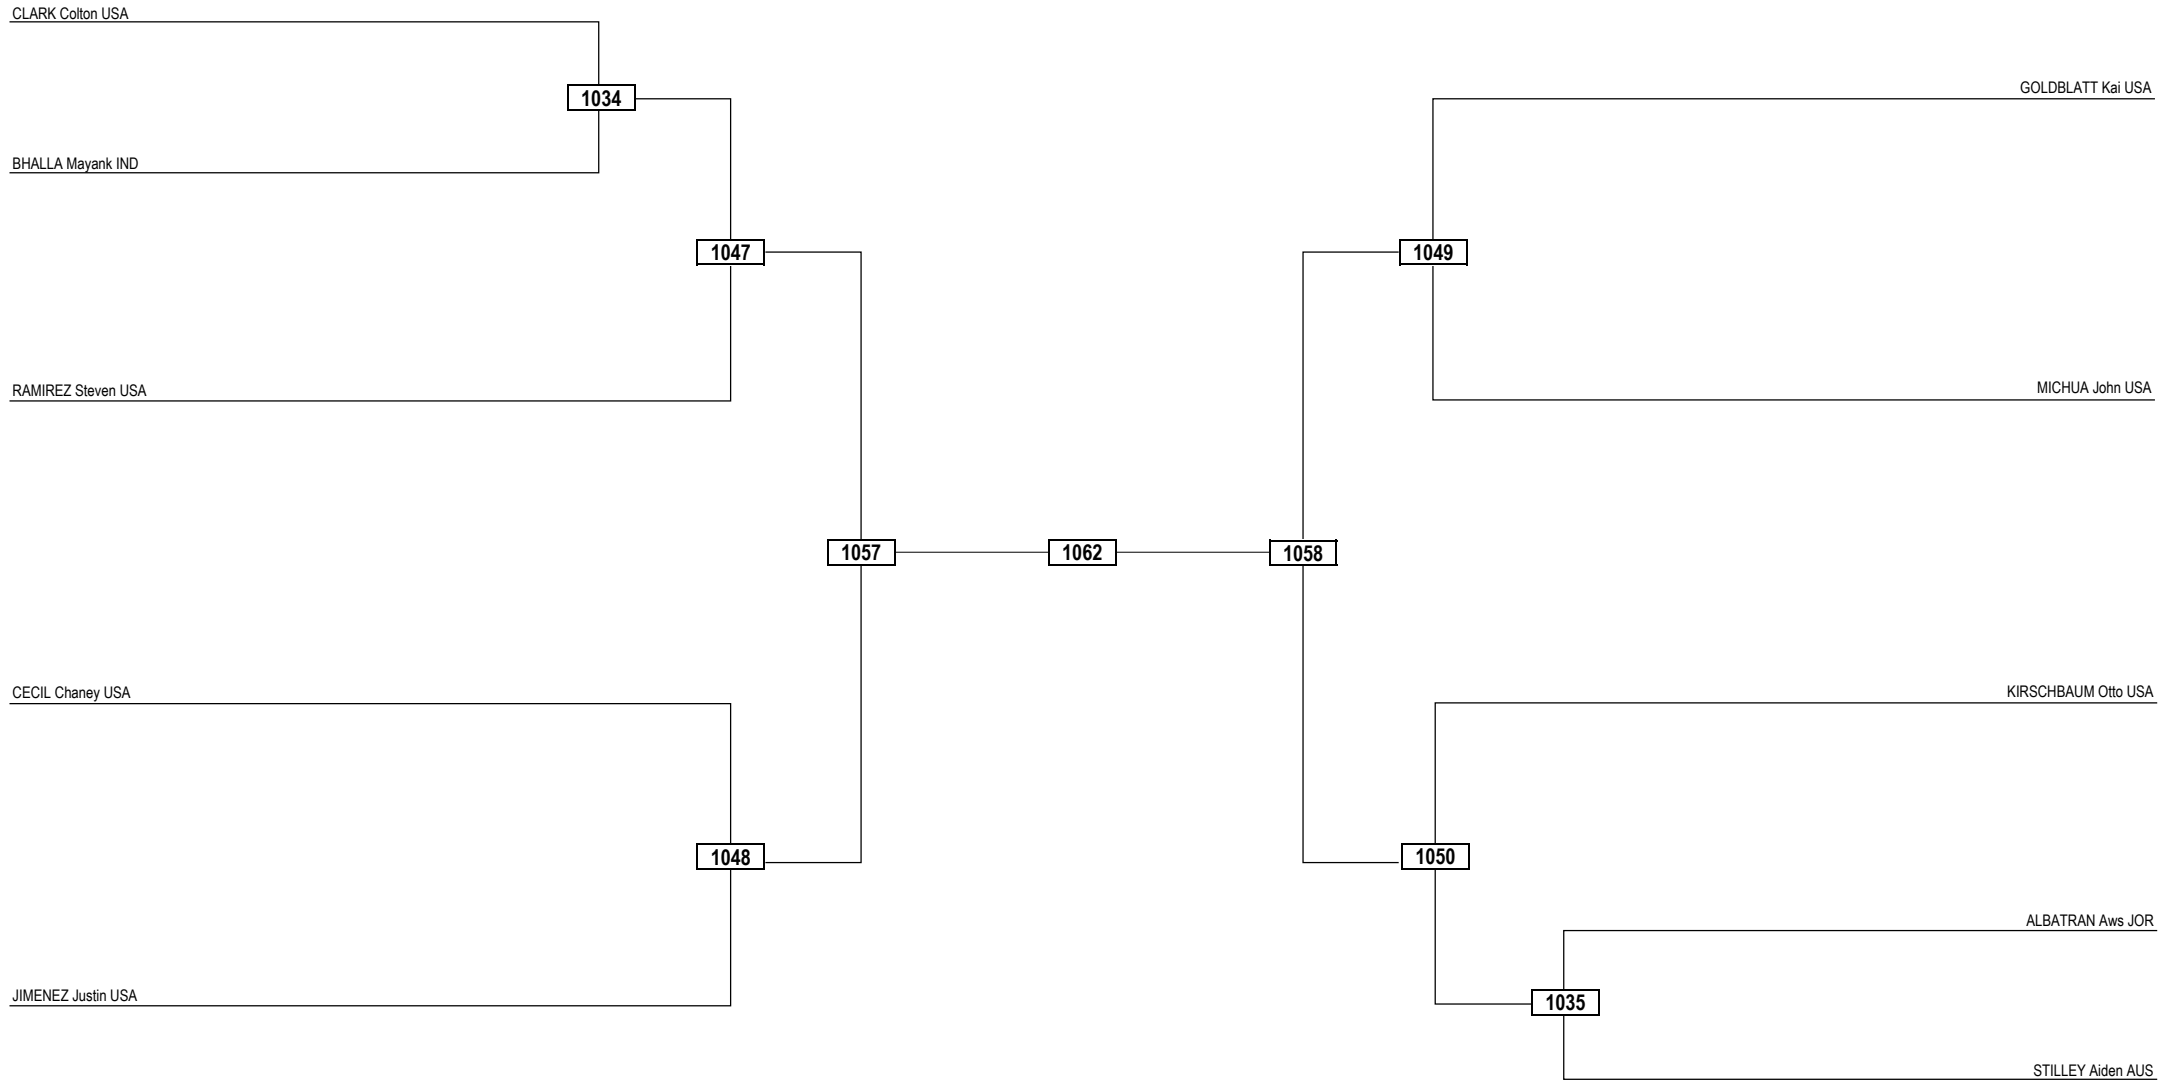 CLARK Colton USA
1034
BHALLA Mayank IND
1047
RAMIREZ Steven USA
1057
CECIL Chaney USA
1048
JIMENEZ Justin USA
1062
GOLDBLATT Kai USA
1049
MICHUA John USA
1058
KIRSCHBAUM Otto USA
1050
ALBATRAN Aws JOR
1035
STILLEY Aiden AUS